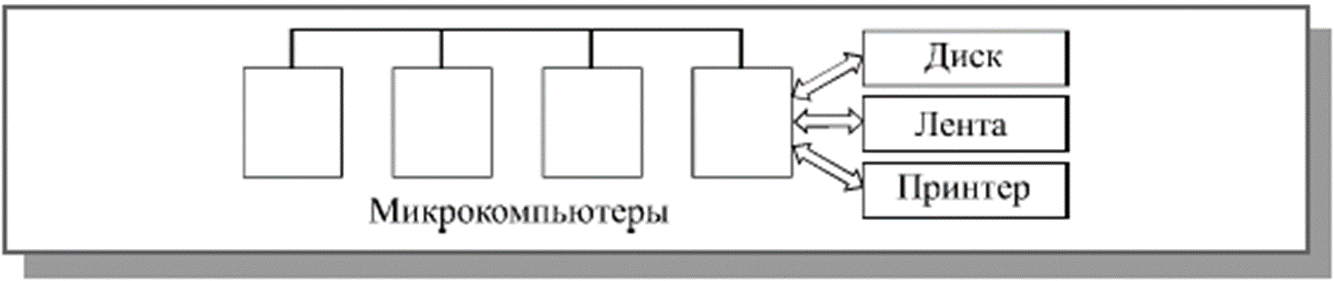 Диск
Лента
Принтер
Микрокомпьютеры